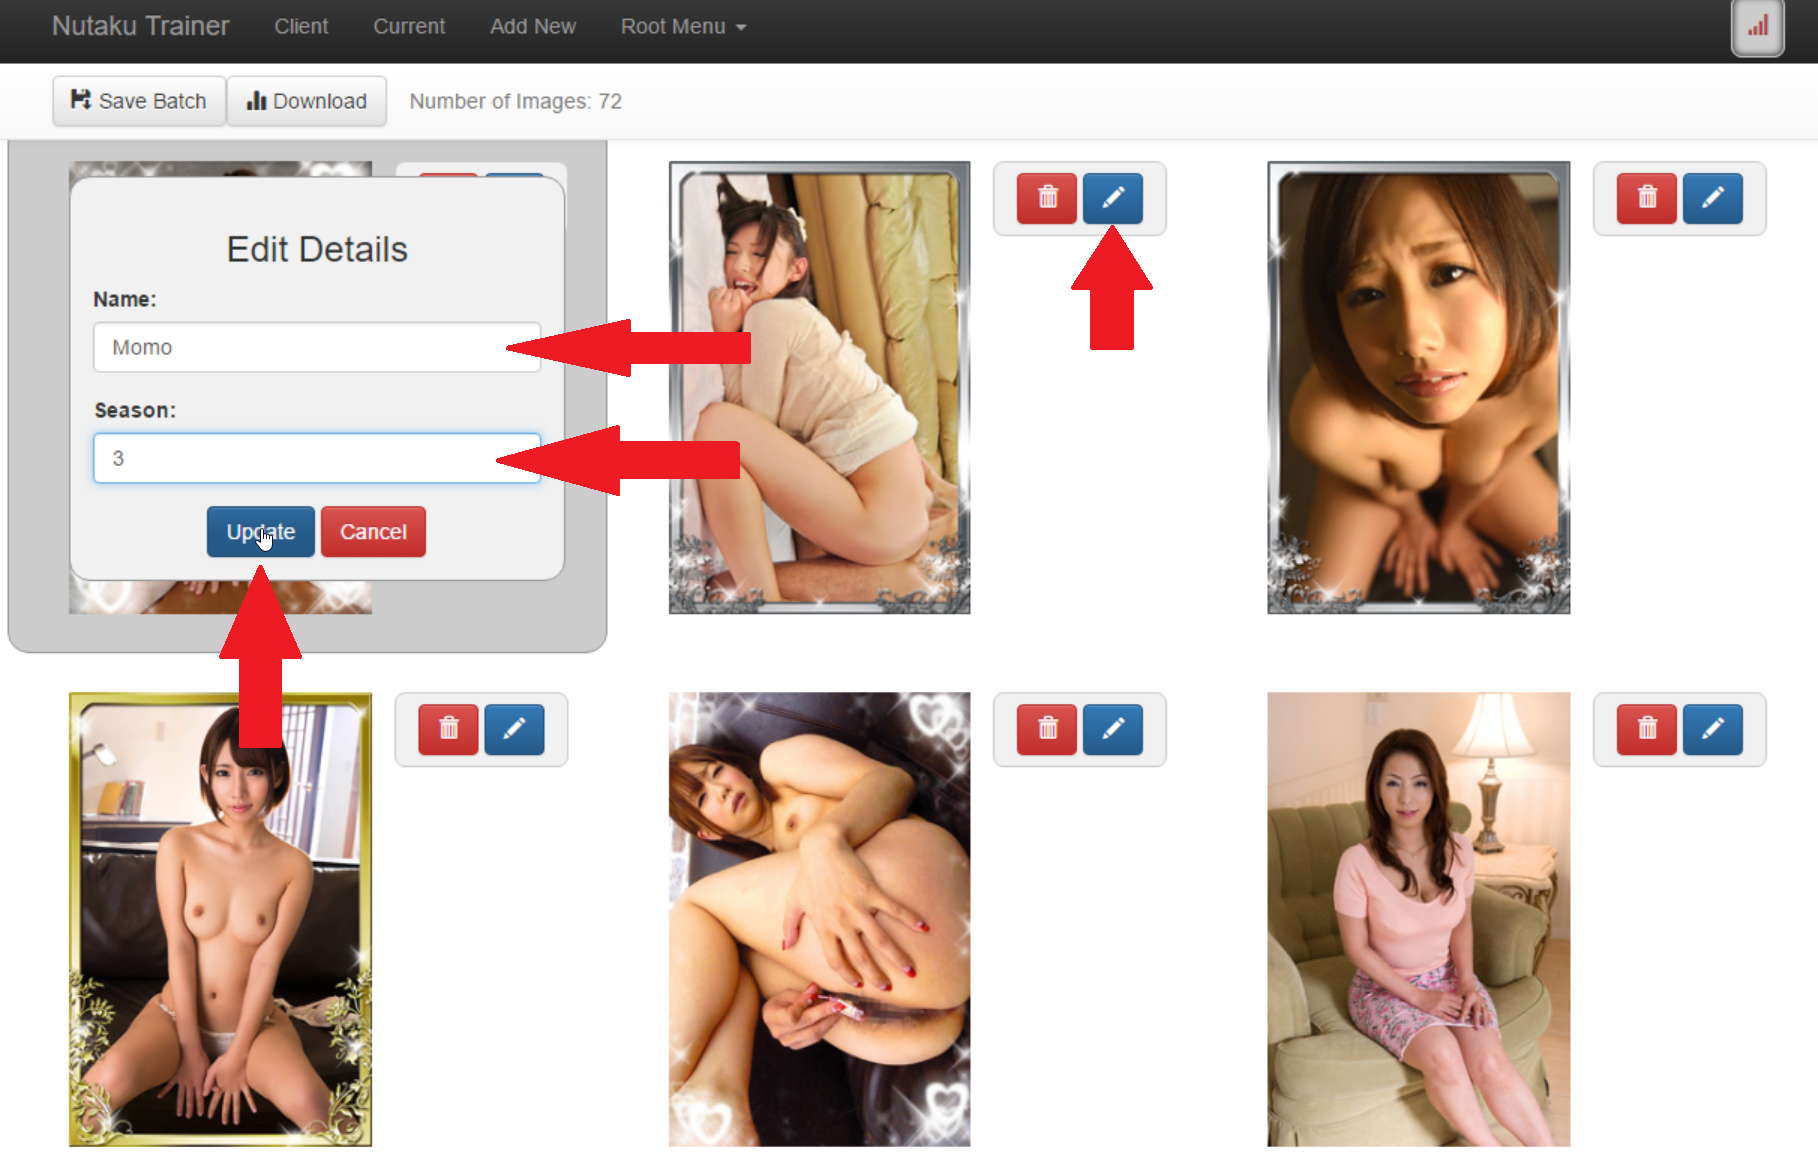 Nutaku Trainer Client Current Add New Root Menu
Save Batch Download Number of Images: 72
Edit Details
Name:
Momo
Season:
3
Update Cancel